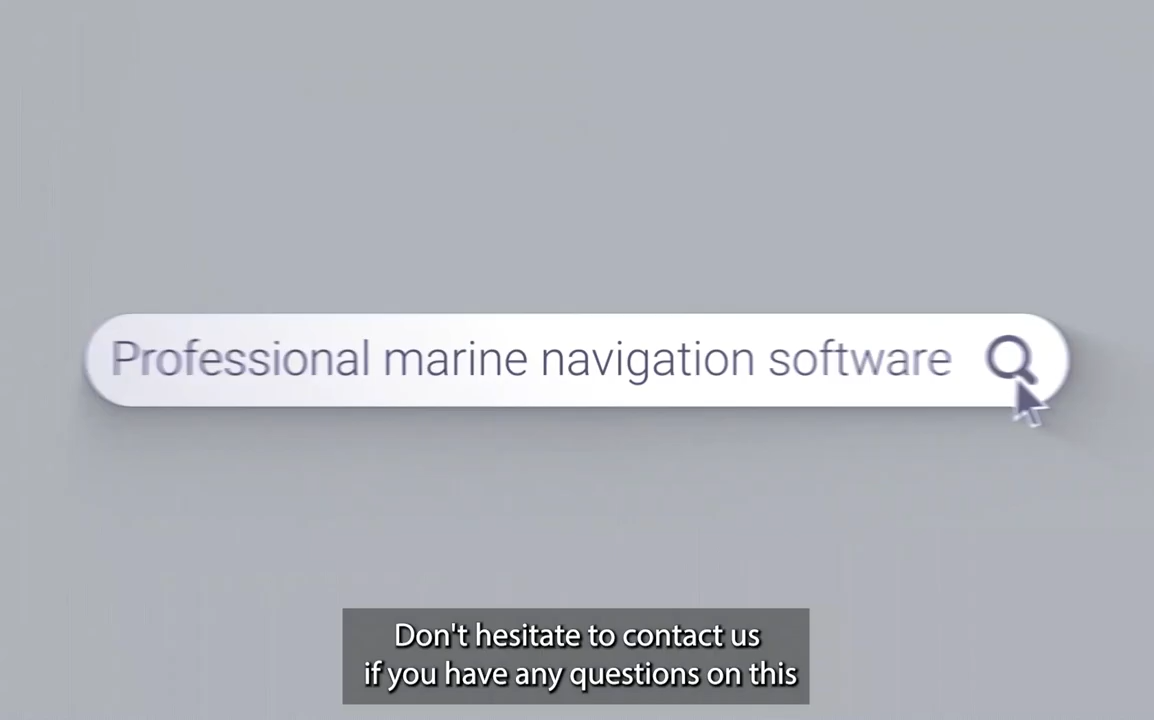 Professional marine navigation software
Don't hesitate to contact us
if you have any questions on this